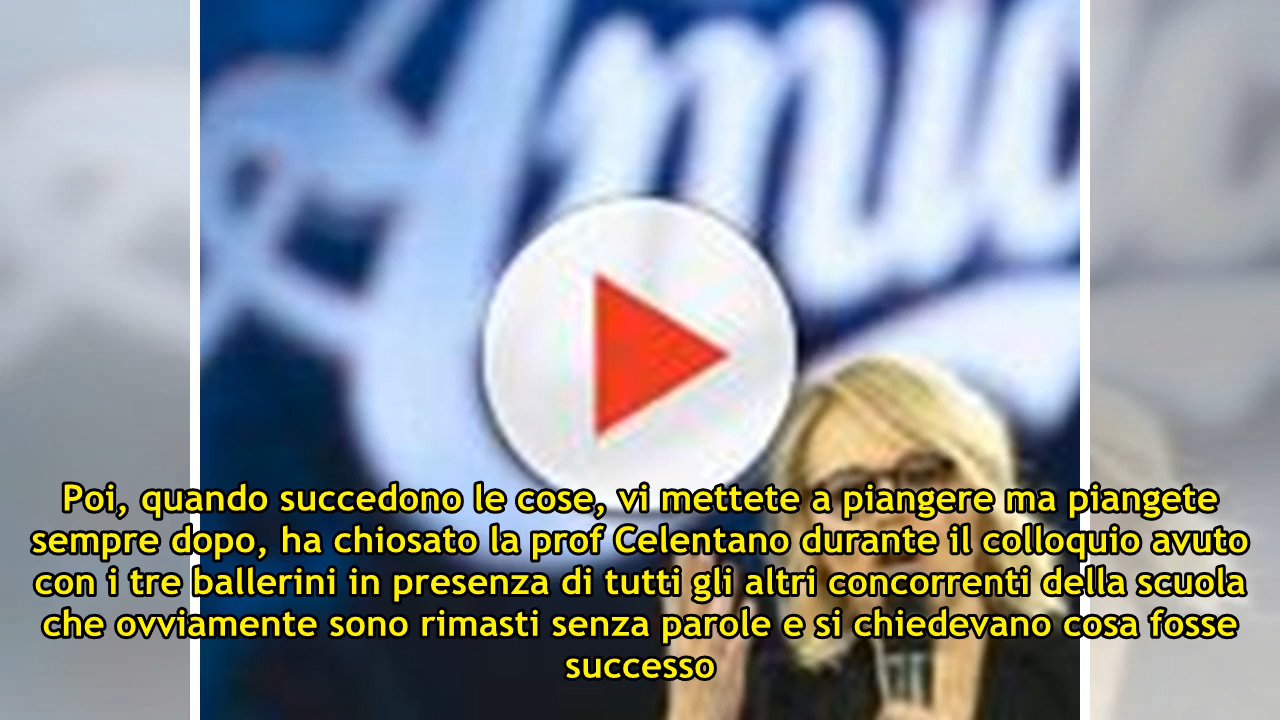 Amic
Poi, quando succedono le cose, vi mettete a piangere ma piangete
sempre dopo, ha chiosato la prof Celentano durante il colloquio avuto
con i tre ballerini in presenza di tutti gli altri concorrenti della scuola
che ovviamente sono rimasti senza parole e si chiedevano cosa fosse
successo